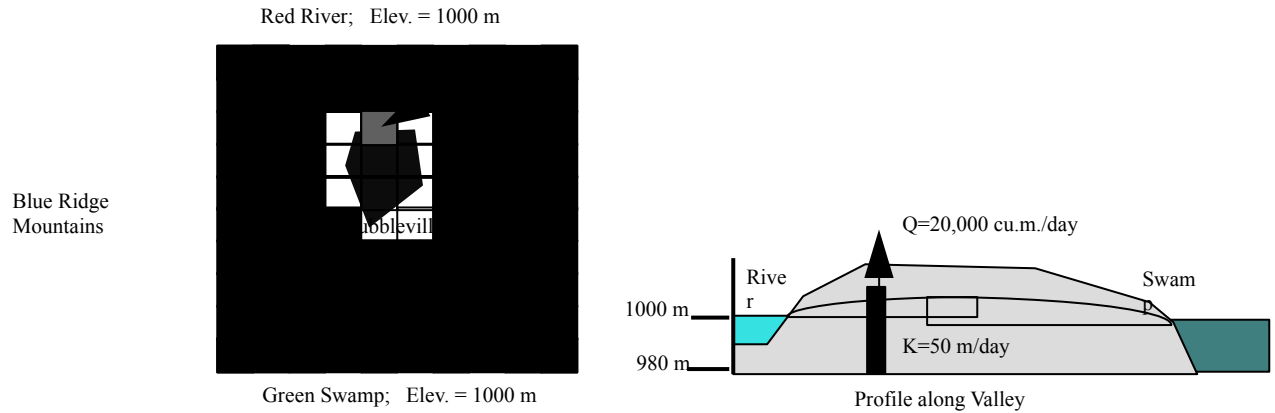 Red River;   Elev. = 1000 m
Blue Ridge
Mountains
ubblevill
Green Swamp;   Elev. = 1000 m
Q=20,000 cu.m./day
Rive
r
Swam
p
1000 m
K=50 m/day
980 m
Profile along Valley